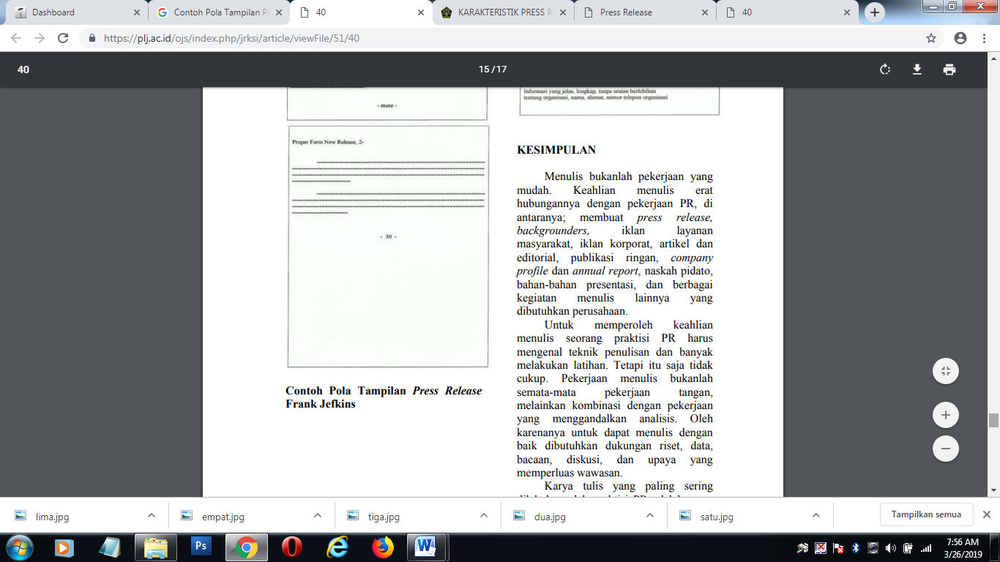 Dashboard
Contoh Pola Tampilan Pr
40
KARAKTERISTIK PRESS R
Press Release
40
https://plj.ac.id/ojs/index.php/jrksi/article/viewFile/51/40
40
15 / 17
- more -
Proper Form New Release, 2-
- 30 -
Contoh Pola Tampilan Press Release
Frank Jefkins
Informasi yang jelas, lengkap, tanpa uraian berlebihan
tentang organisasi, nama, alamat, nomor telepon organisasi
KESIMPULAN
Menulis bukanlah pekerjaan yang
mudah. Keahlian menulis erat
hubungannya dengan pekerjaan PR, di
antaranya; membuat press release,
backgrounders, iklan layanan
masyarakat, iklan korporat, artikel dan
editorial, publikasi ringan, company
profile dan annual report, naskah pidato,
bahan-bahan presentasi, dan berbagai
kegiatan menulis lainnya yang
dibutuhkan perusahaan.
Untuk memperoleh keahlian
menulis seorang praktisi PR harus
mengenal teknik penulisan dan banyak
melakukan latihan. Tetapi itu saja tidak
cukup. Pekerjaan menulis bukanlah
semata-mata pekerjaan tangan,
melainkan kombinasi dengan pekerjaan
yang menggandalkan analisis. Oleh
karenanya untuk dapat menulis dengan
baik dibutuhkan dukungan riset, data,
bacaan, diskusi, dan upaya yang
memperluas wawasan.
Karya tulis yang paling sering
lima.jpg
empat.jpg
tiga.jpg
dua.jpg
satu.jpg
Tampilkan semua
Ps
7:56 AM
3/26/2019